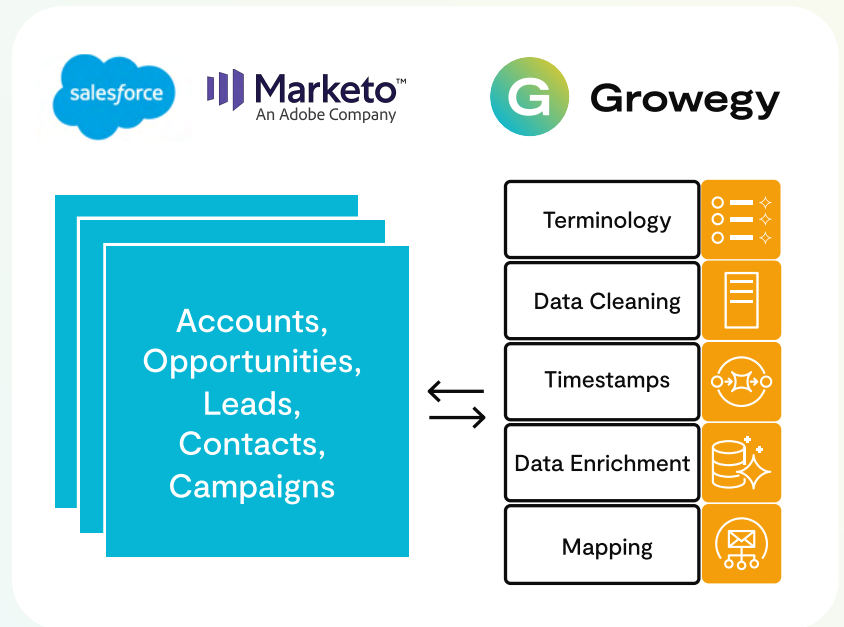 salesforce
Marketo™
An Adobe Company
G
Growegy
Accounts,
Opportunities,
Leads,
Contacts,
Campaigns
Terminology
Data Cleaning
Timestamps
Data Enrichment
Mapping